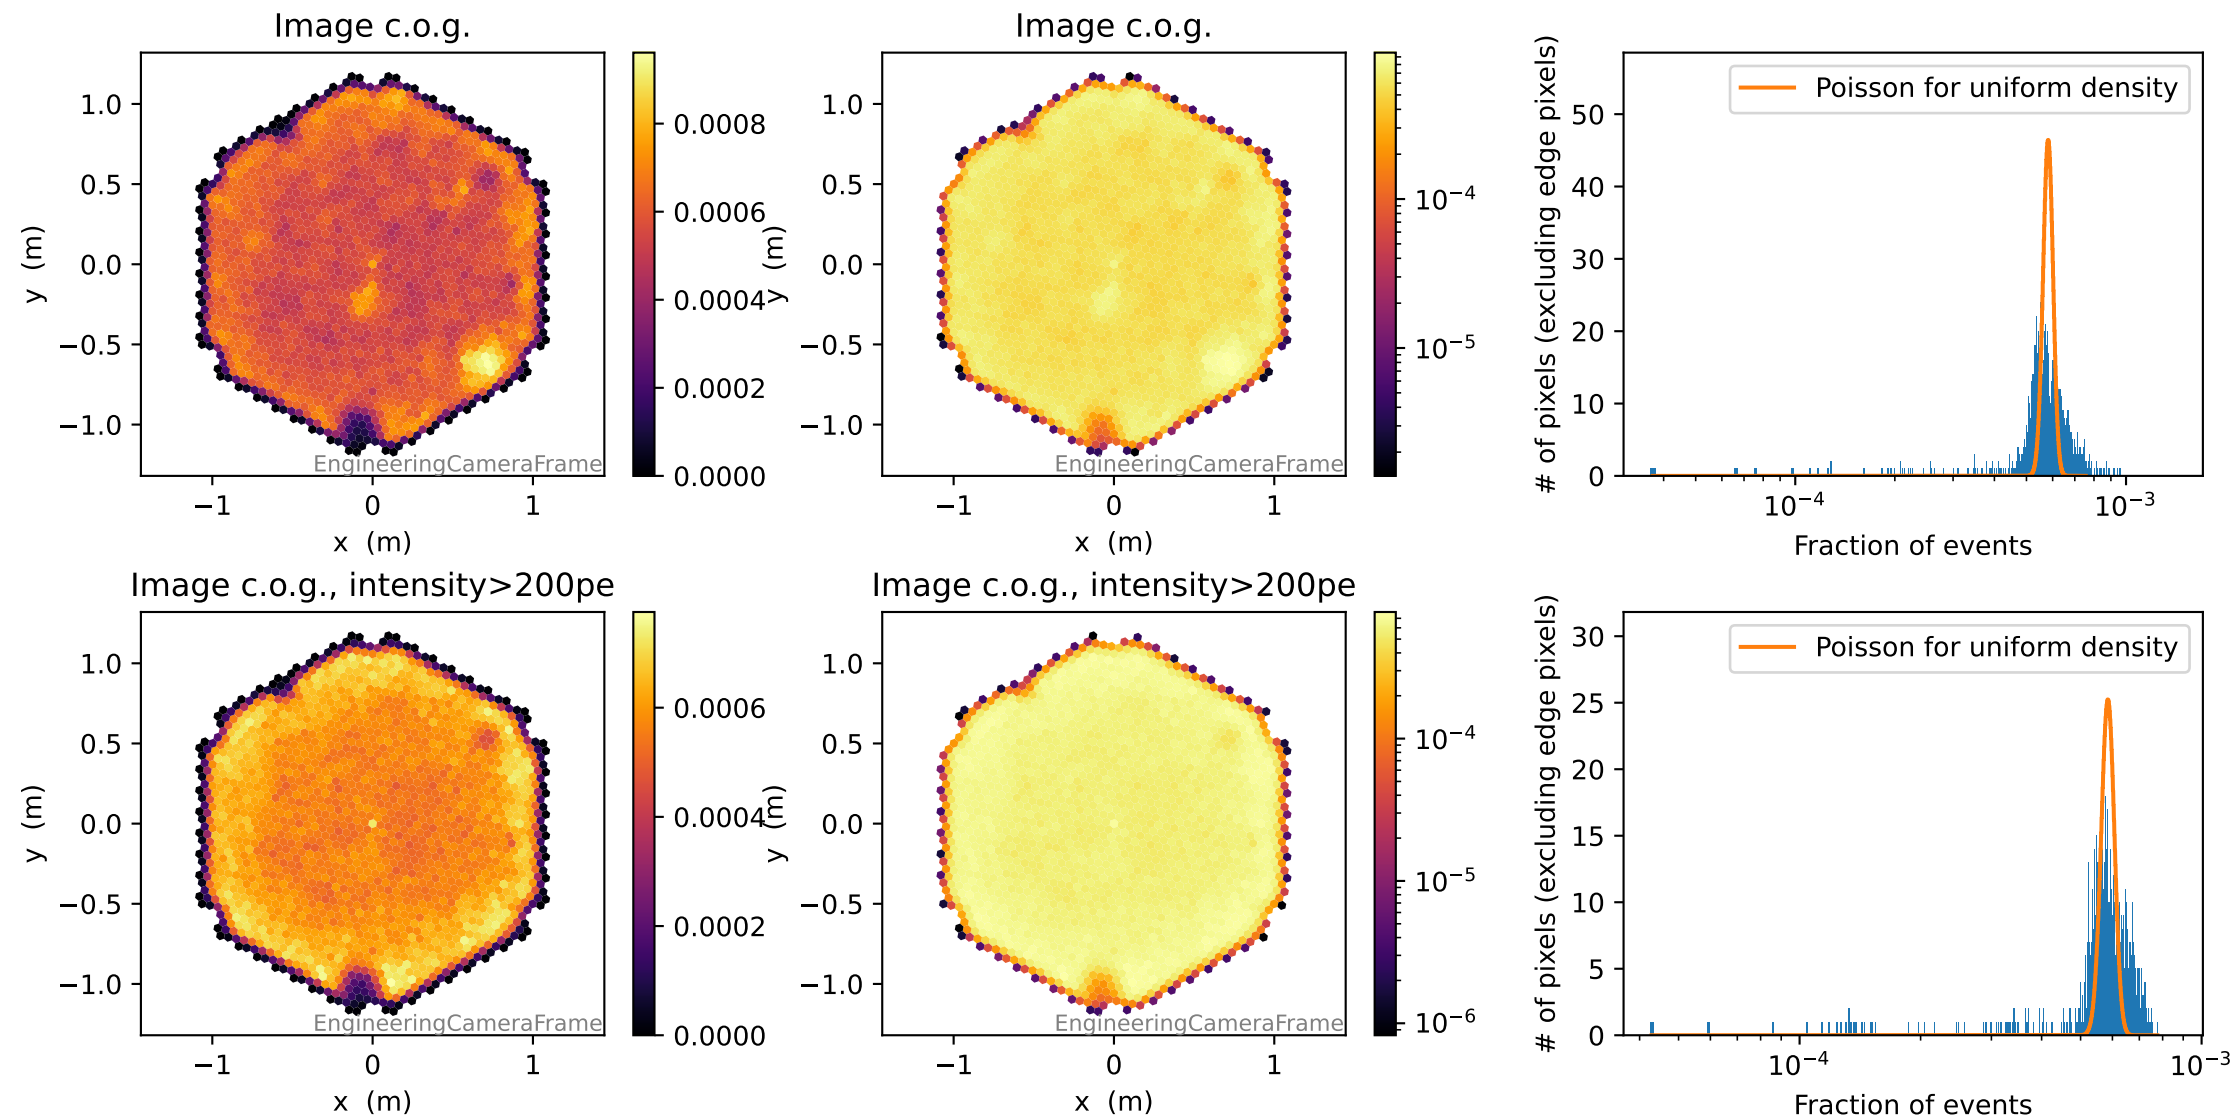 Image c.o.g.
y (m)
1.0
0.5
0.0
−0.5
−1.0
−1
0
1
x (m)
EngineeringCameraFrame
0.0008
0.0006
0.0004
0.0002
0.0000
Image c.o.g.
y (m)
1.0
0.5
0.0
−0.5
−1.0
−1
0
1
x (m)
EngineeringCameraFrame
10−4
10−5
# of pixels (excluding edge pixels)
50
40
30
20
10
0
Poisson for uniform density
10−4
10−3
Fraction of events
Image c.o.g., intensity>200pe
y (m)
1.0
0.5
0.0
−0.5
−1.0
−1
0
1
x (m)
EngineeringCameraFrame
0.0006
0.0004
0.0002
0.0000
Image c.o.g., intensity>200pe
y (m)
1.0
0.5
0.0
−0.5
−1.0
−1
0
1
x (m)
EngineeringCameraFrame
10−4
10−5
10−6
# of pixels (excluding edge pixels)
30
25
20
15
10
5
0
Poisson for uniform density
10−4
10−3
Fraction of events